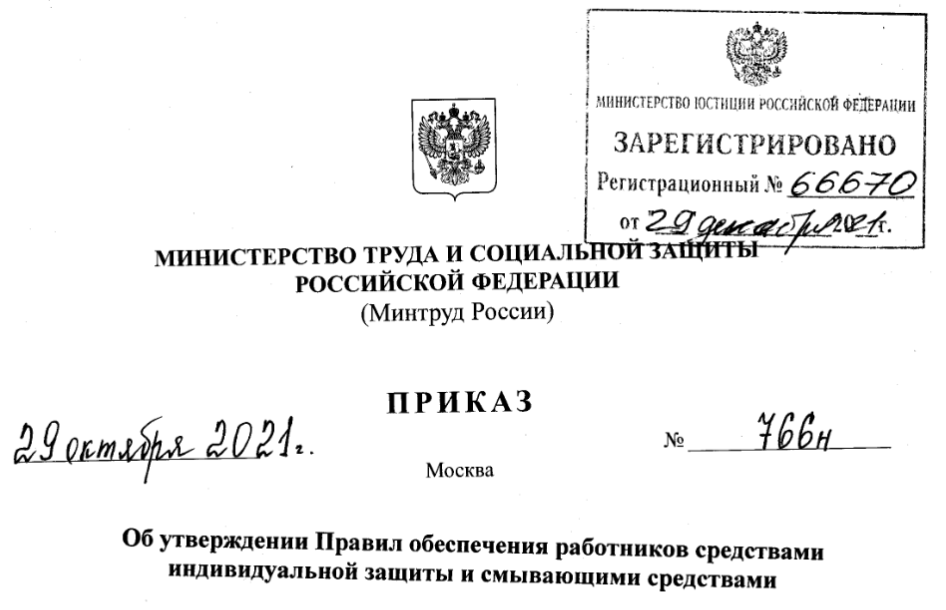 МИНИСТЕРСТВО ЮСТИЦИИ РОССИЙСКОЙ ФЕДЕРАЦИИ
ЗАРЕГИСТРИРОВАНО
Регистрационный № 66670
от "29 декабря 2021г.
МИНИСТЕРСТВО ТРУДА И СОЦИАЛЬНОЙ ЗАЩИТЫ
РОССИЙСКОЙ ФЕДЕРАЦИИ
(Минтруд России)
ПРИКАЗ
29 октября 2021г.
№ 766н
Москва
Об утверждении Правил обеспечения работников средствами
индивидуальной защиты и смывающими средствами